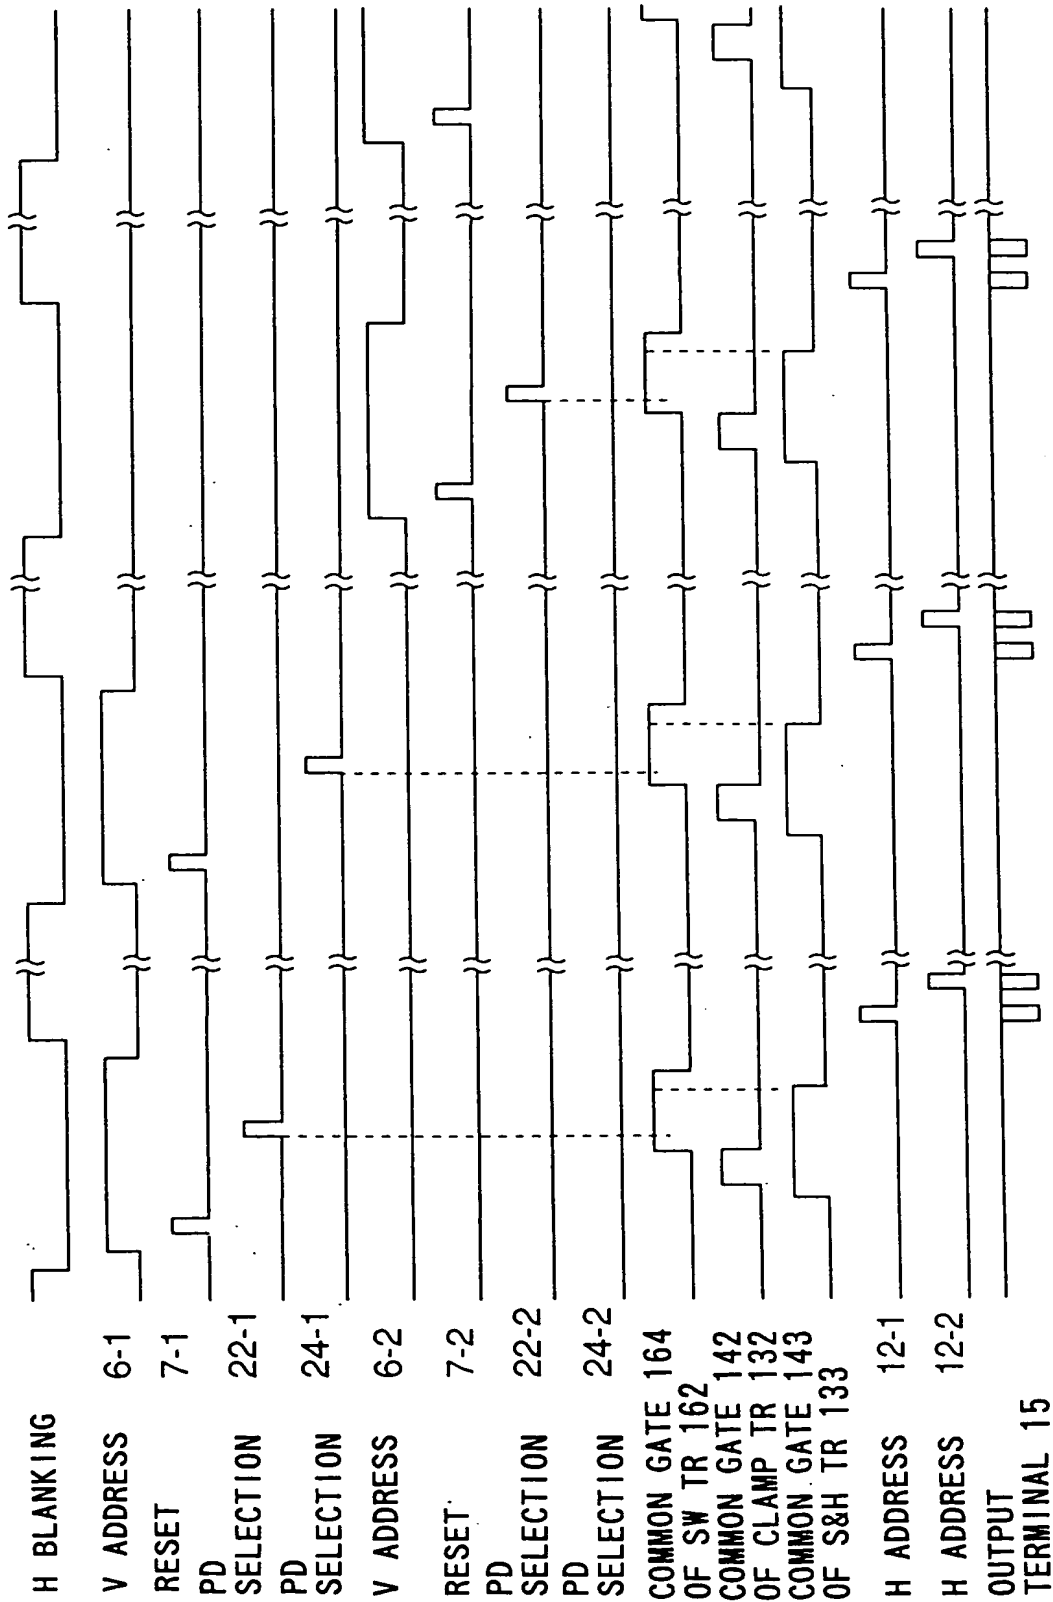 H BLANKING
V ADDRESS 6-1
RESET 7-1
PD
SELECTION 22-1
PD
SELECTION 24-1
V ADDRESS 6-2
RESET 7-2
PD
SELECTION 22-2
PD
SELECTION 24-2
COMMON GATE 164
OF SW TR 162
COMMON GATE 142
OF CLAMP TR 132
COMMON GATE 143
OF S&H TR 133
H ADDRESS 12-1
H ADDRESS 12-2
OUTPUT
TERMINAL 15